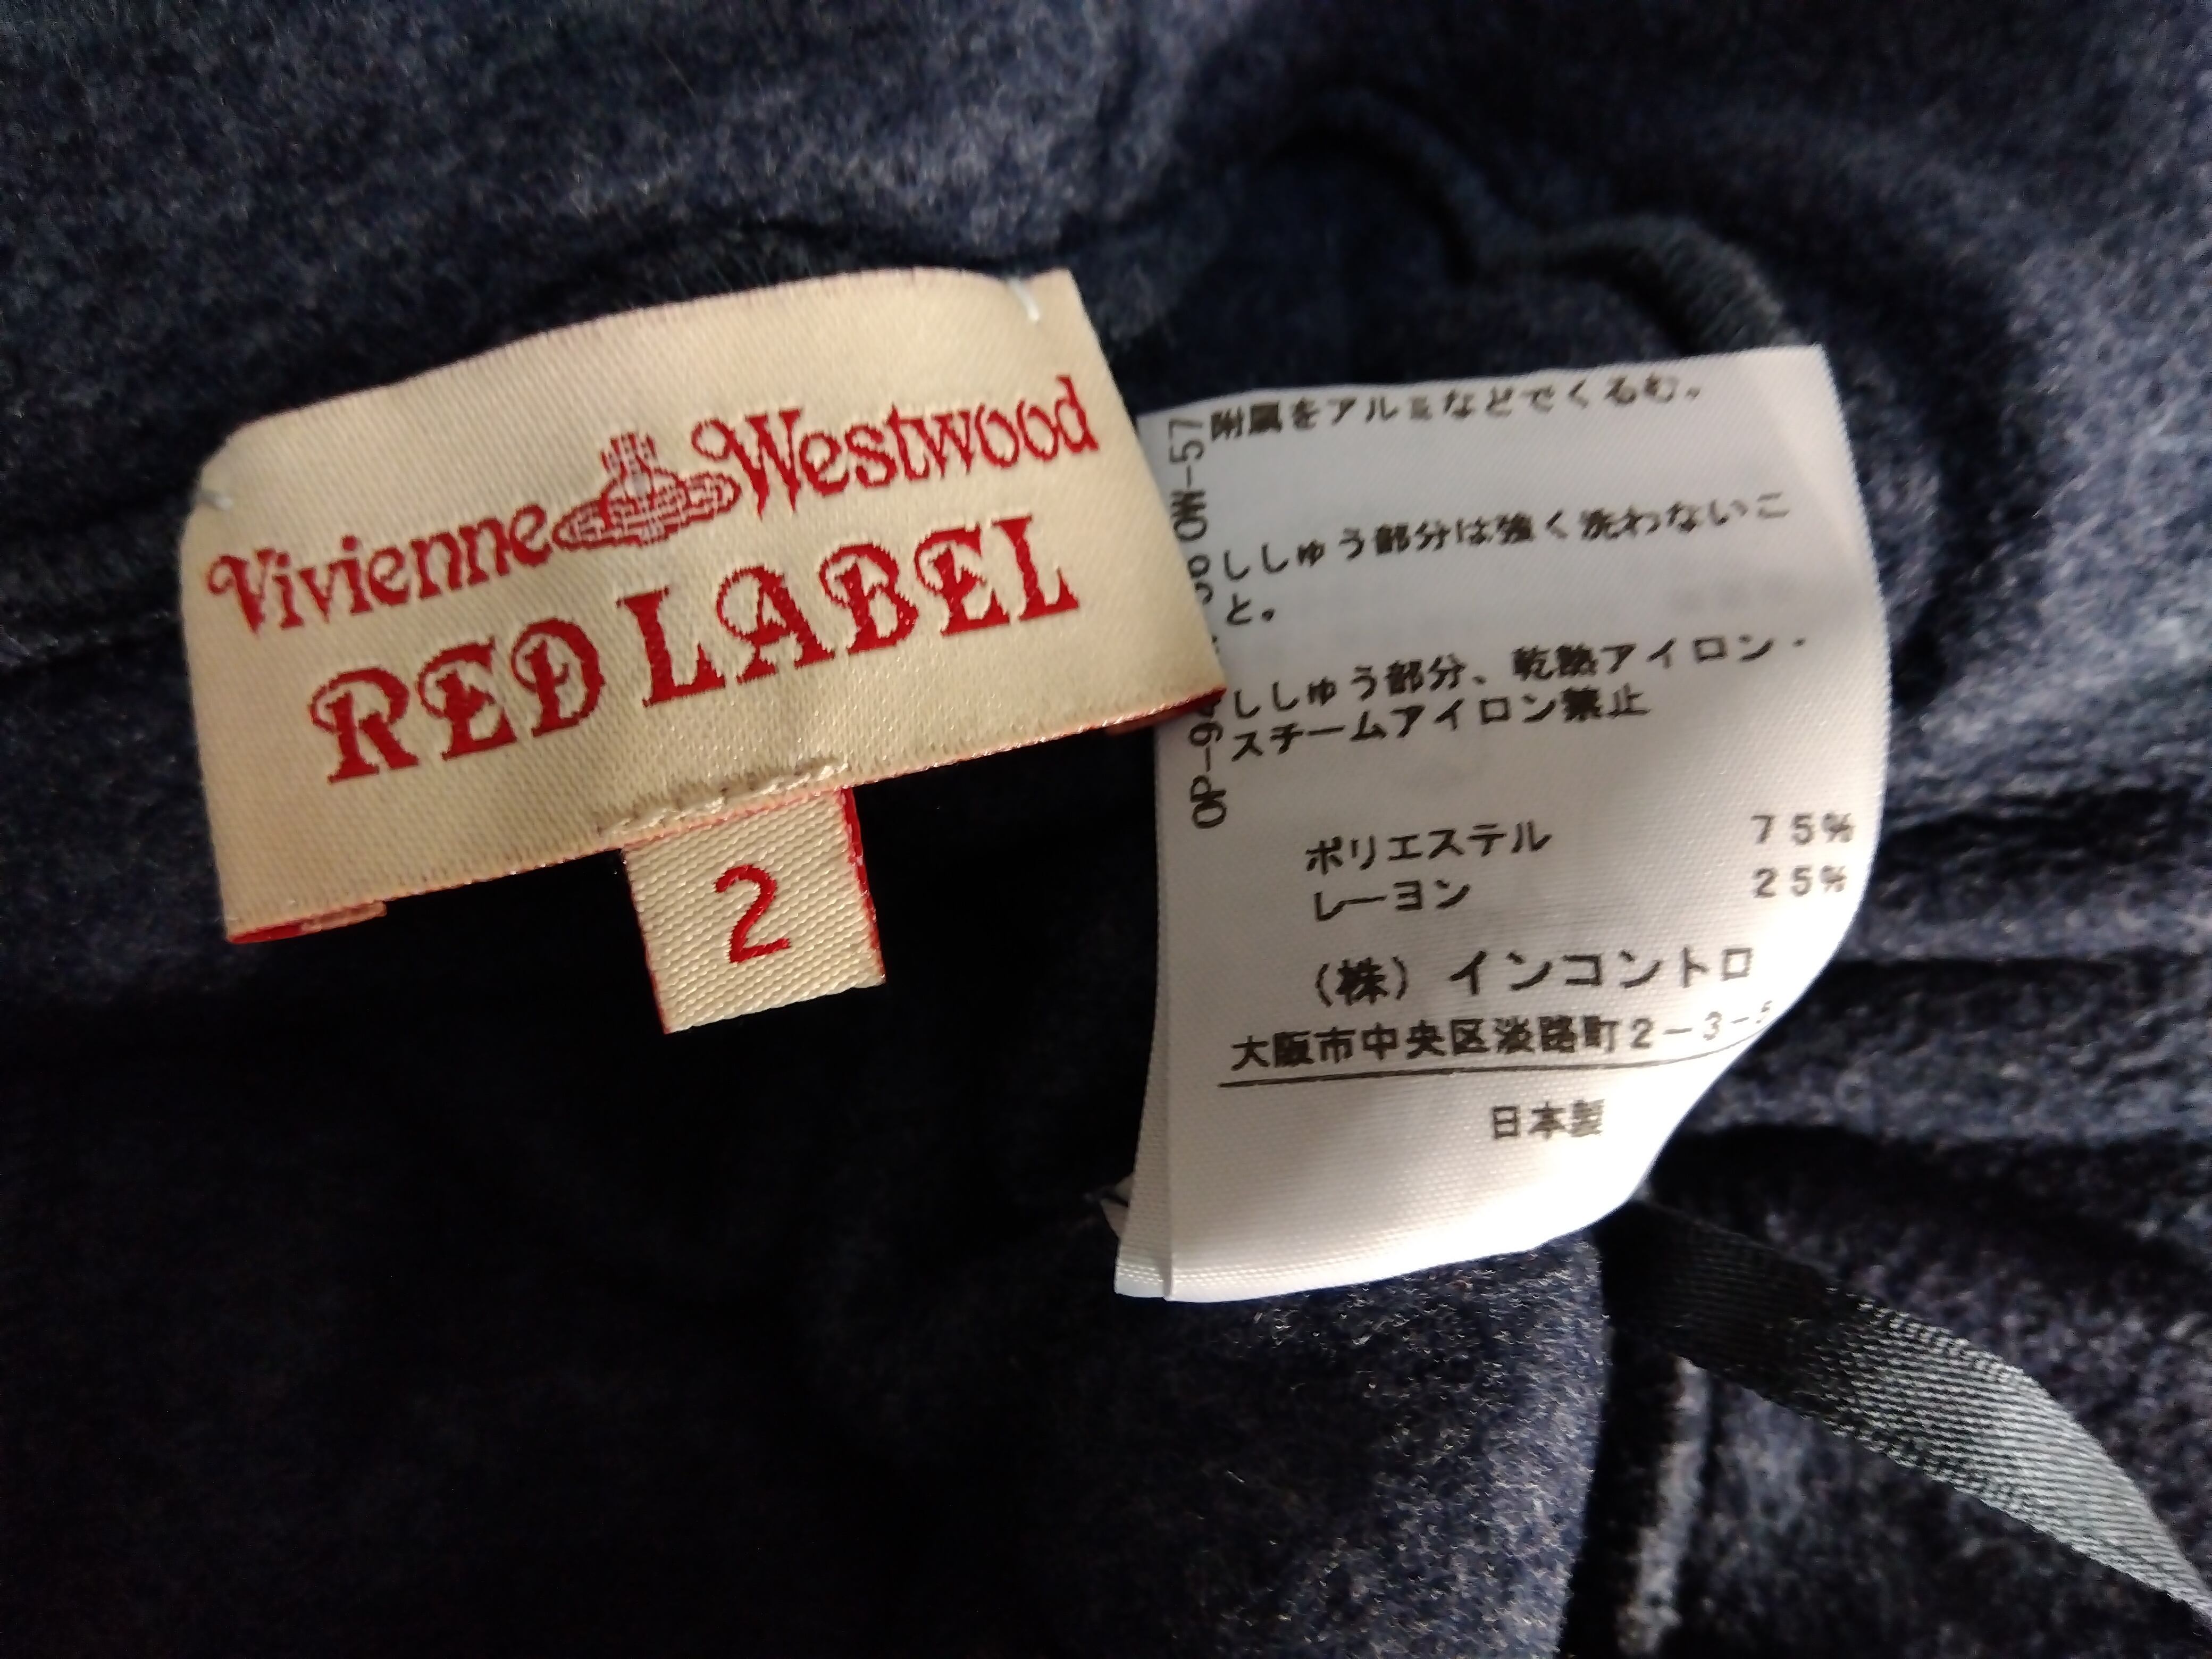 Vivienne Westwood
RED LABEL
2
附属をアルミなどでくるむ。
ししゅう部分は強く洗わないこ
と。
ししゅう部分、乾熱アイロン・
スチームアイロン禁止
ポリエステル 75%
レーヨン 25%
(株) インコントロ
大阪市中央区淡路町2-3-5
日本製
OW-57